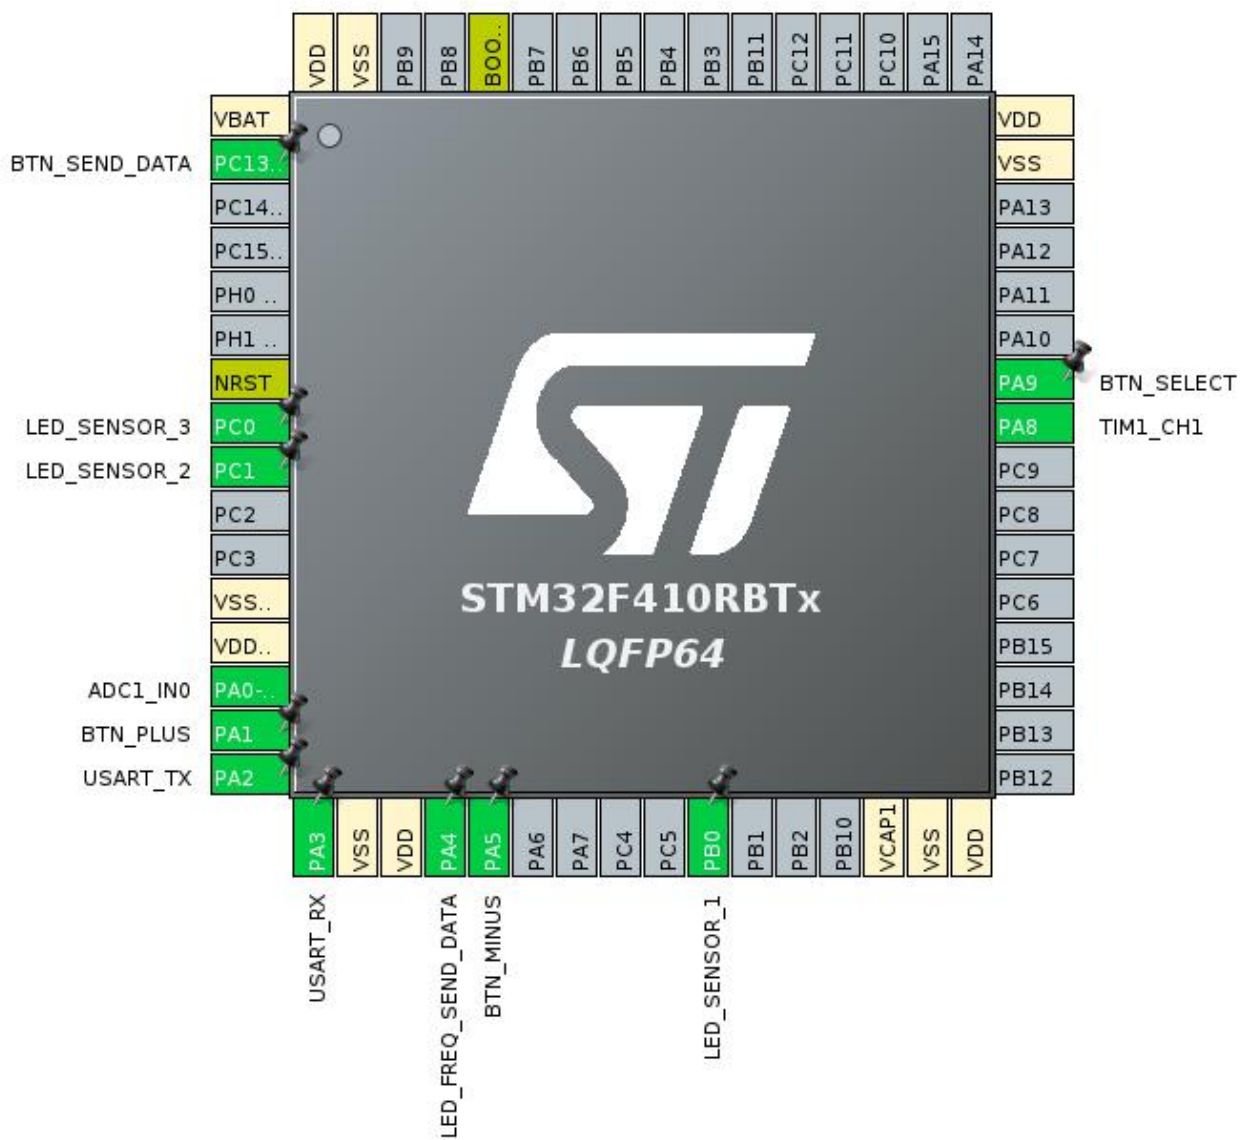 VDD
VSS
PB9
PB8
BOO..
PB7
PB6
PB5
PB4
PB3
PB11
PC12
PC11
PC10
PA15
PA14
VBAT
BTN_SEND_DATA PC13..
PC14..
PC15..
PH0 ..
PH1 ..
NRST
LED_SENSOR_3 PC0
LED_SENSOR_2 PC1
PC2
PC3
VSS..
VDD..
ADC1_IN0 PA0-..
BTN_PLUS PA1
USART_TX PA2
VDD
VSS
PA13
PA12
PA11
PA10
PA9 BTN_SELECT
PA8 TIM1_CH1
PC9
PC8
PC7
PC6
PB15
PB14
PB13
PB12
ST
STM32F410RBTx
LQFP64
PA3
VSS
VDD
PA4
PA5
PA6
PA7
PC4
PC5
PB0
PB1
PB2
PB10
VCAP1
VSS
VDD
USART_RX
LED_FREQ_SEND_DATA
BTN_MINUS
LED_SENSOR_1